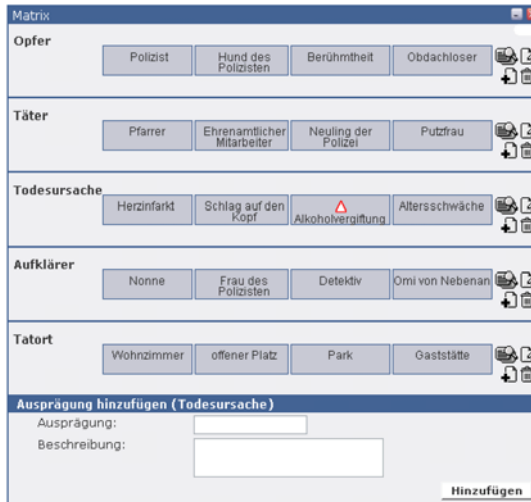 Matrix
Opfer
Polizist
Hund des
Polizisten
Berühmtheit
Obdachloser
Täter
Pfarrer
Ehrenamtlicher
Mitarbeiter
Neuling der
Polizei
Putzfrau
Todesursache
Herzinfarkt
Schlag auf den
Kopf
Alkoholvergiftung
Altersschwäche
Aufklärer
Nonne
Frau des
Polizisten
Detektiv
Omi von Nebenan
Tatort
Wohnzimmer
offener Platz
Park
Gaststätte
Ausprägung hinzufügen (Todesursache)
Ausprägung:
Beschreibung:
Hinzufügen